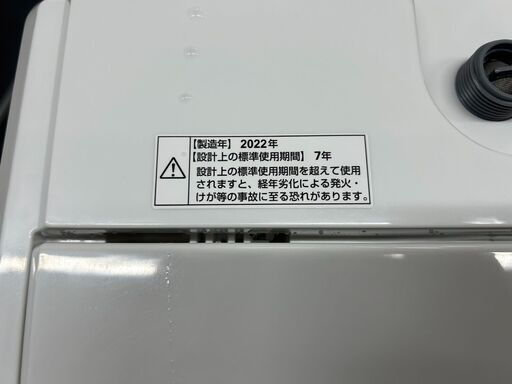 【製造年】 2022年
【設計上の標準使用期間】 7年
設計上の標準使用期間を超えて使用
されますと、経年劣化による発火・
けが等の事故に至る恐れがあります。